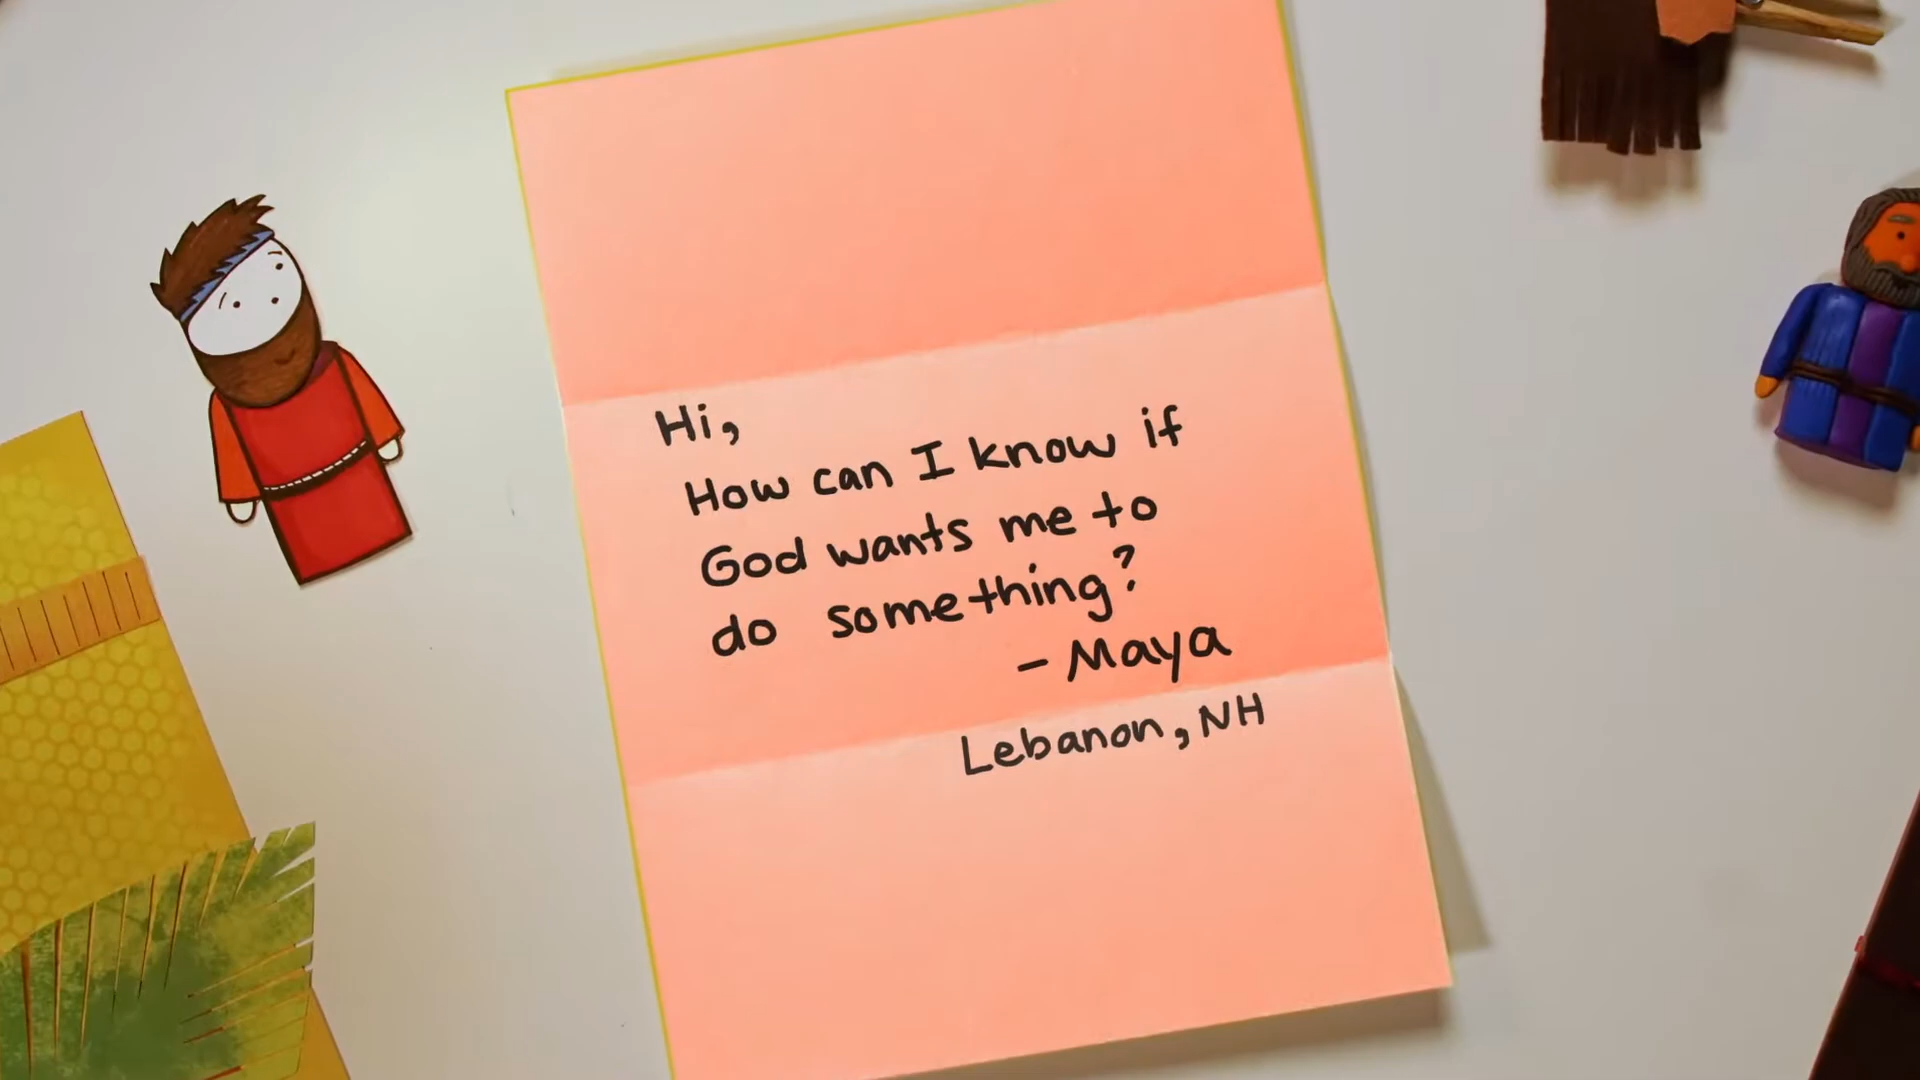 Hi,
How can I know if
God wants me to
do something?
- Maya
Lebanon, NH